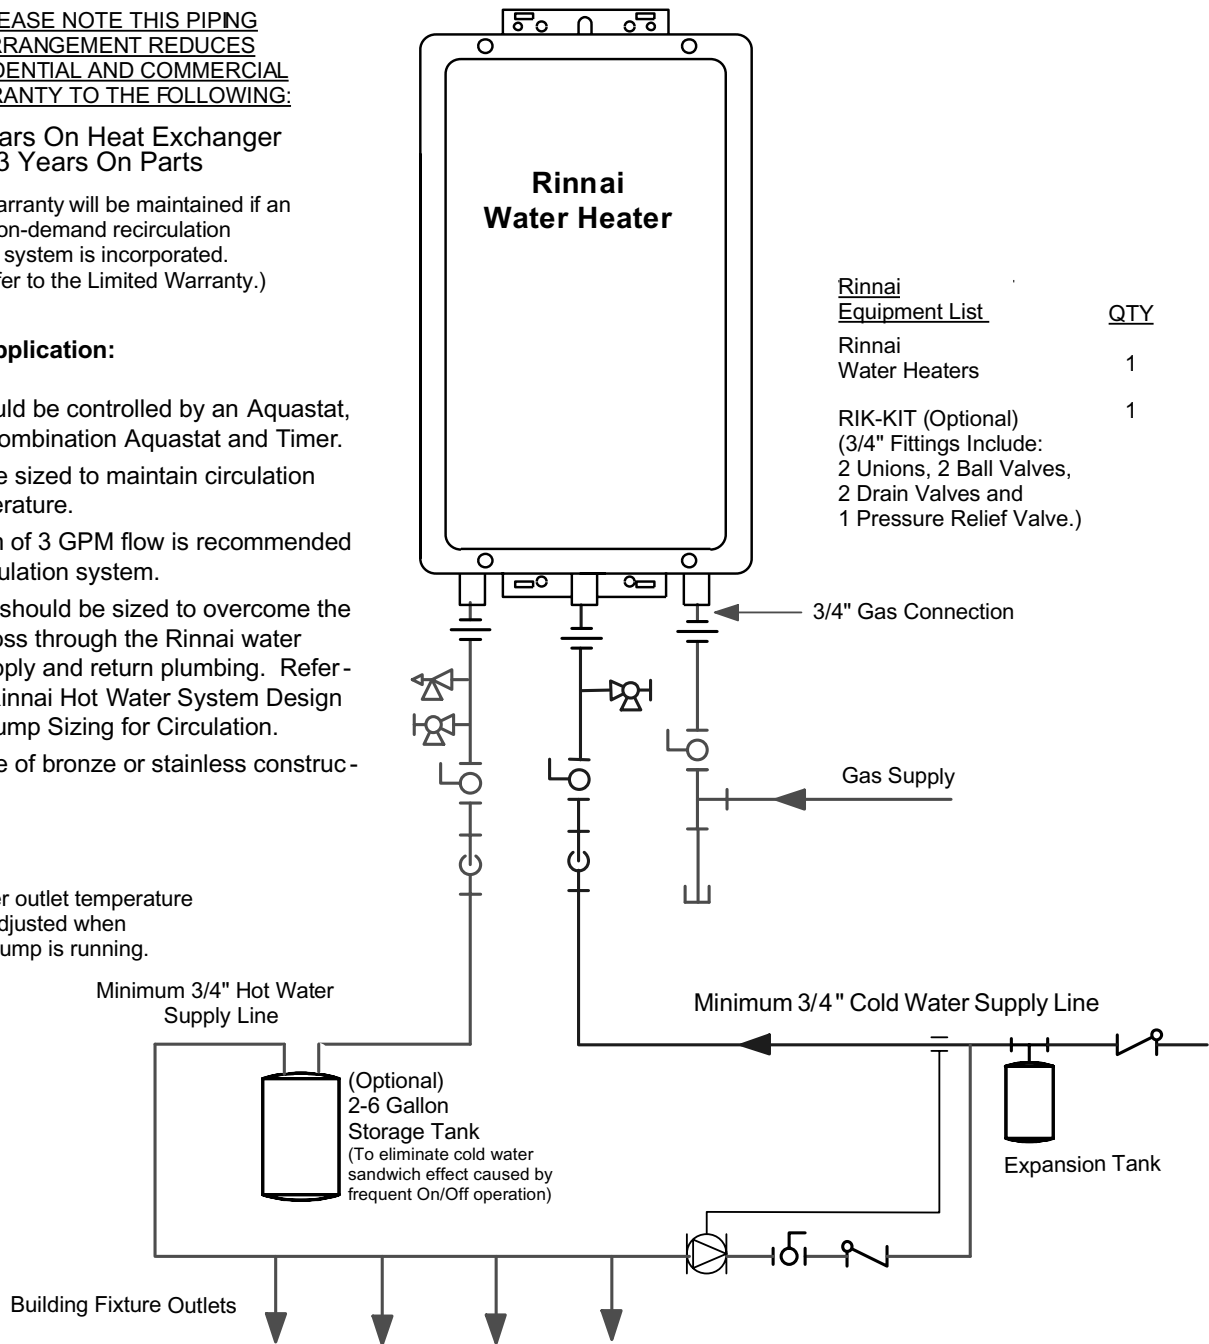 EASE NOTE THIS PIPING
RRANGEMENT REDUCES
DENTIAL AND COMMERCIAL
RANTY TO THE FOLLOWING:
ars On Heat Exchanger
3 Years On Parts
arranty will be maintained if an
on-demand recirculation
system is incorporated.
fer to the Limited Warranty.)
pplication:
uld be controlled by an Aquastat,
ombination Aquastat and Timer.
e sized to maintain circulation
erature.
n of 3 GPM flow is recommended
ulation system.
should be sized to overcome the
oss through the Rinnai water
pply and return plumbing. Refer-
innai Hot Water System Design
ump Sizing for Circulation.
e of bronze or stainless construc-
er outlet temperature
djusted when
ump is running.
Rinnai
Water Heater
Rinnai
Equipment List QTY
Rinnai
Water Heaters 1
RIK-KIT (Optional) 1
(3/4" Fittings Include:
2 Unions, 2 Ball Valves,
2 Drain Valves and
1 Pressure Relief Valve.)
3/4" Gas Connection
Gas Supply
Minimum 3/4" Hot Water
Supply Line
Minimum 3/4" Cold Water Supply Line
(Optional)
2-6 Gallon
Storage Tank
(To eliminate cold water
sandwich effect caused by
frequent On/Off operation)
Expansion Tank
Building Fixture Outlets